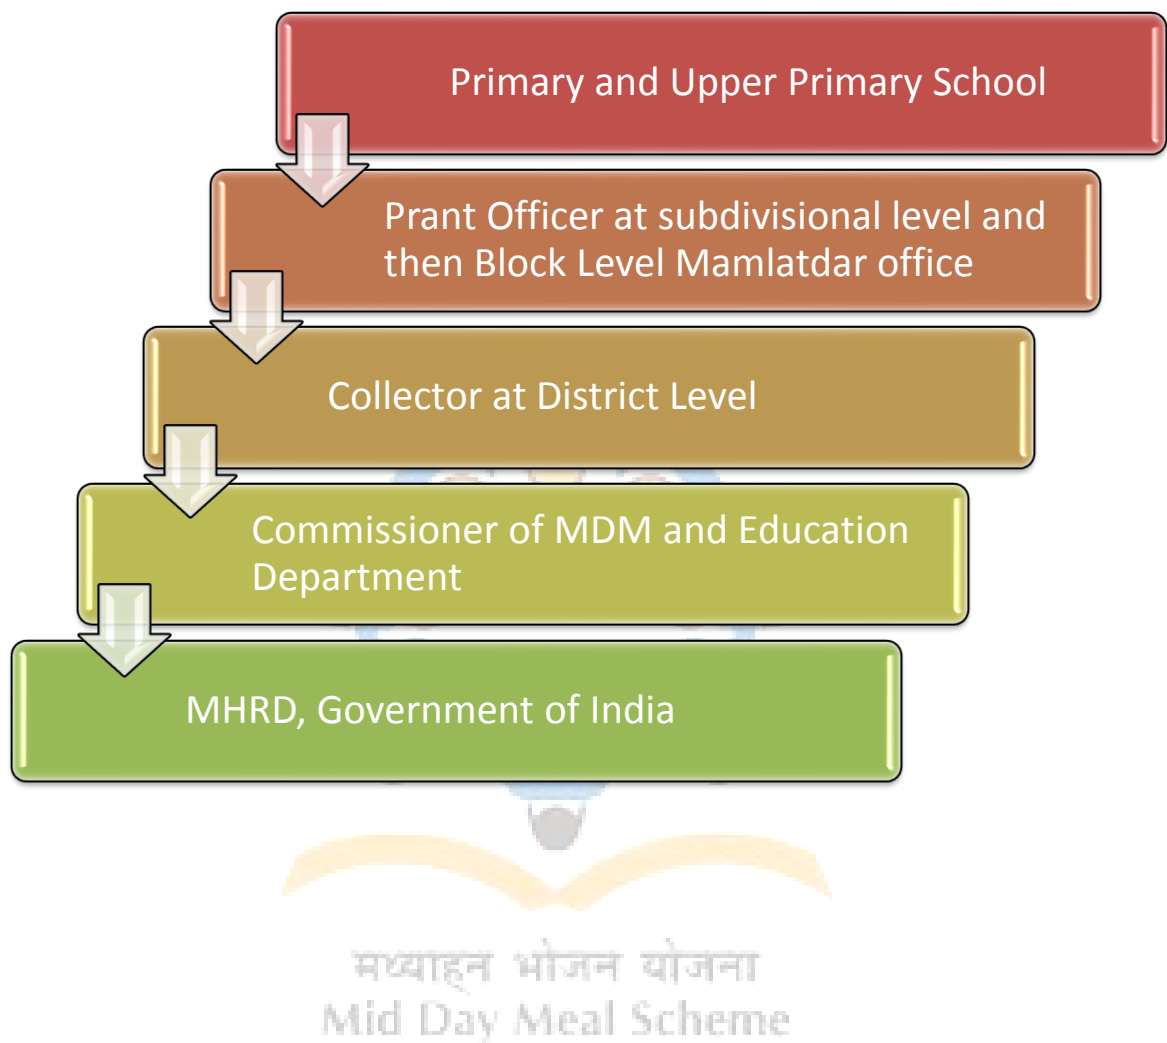 Primary and Upper Primary School
Prant Officer at subdivisional level and
then Block Level Mamlatdar office
Collector at District Level
Commissioner of MDM and Education
Department
MHRD, Government of India
मध्याहन भोजन योजना
Mid Day Meal Scheme